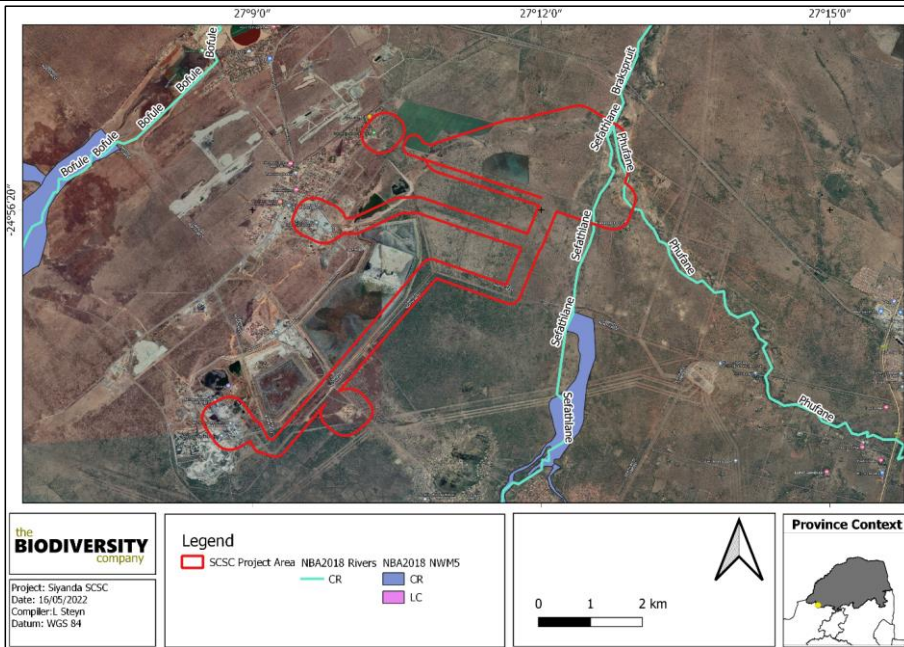 27°9'0"
27°12'0"
27°15'0"
-24°56'20"
Bofule
Bofule
Bofule
Bofule
Bofule
Bofule
Brakspruit
Sefathlane
Phufane
Sefathlane
Phufane
Sefathlane
Phufane
Sefathlane
Phufane
the
BIODIVERSITY
company
Project: Siyanda SCSC
Date: 16/05/2022
Compiler:L Steyn
Datum: WGS 84
Legend
SCSC Project Area
NBA2018 Rivers
CR
NBA2018 NWM5
CR
LC
0 1 2 km
Province Context